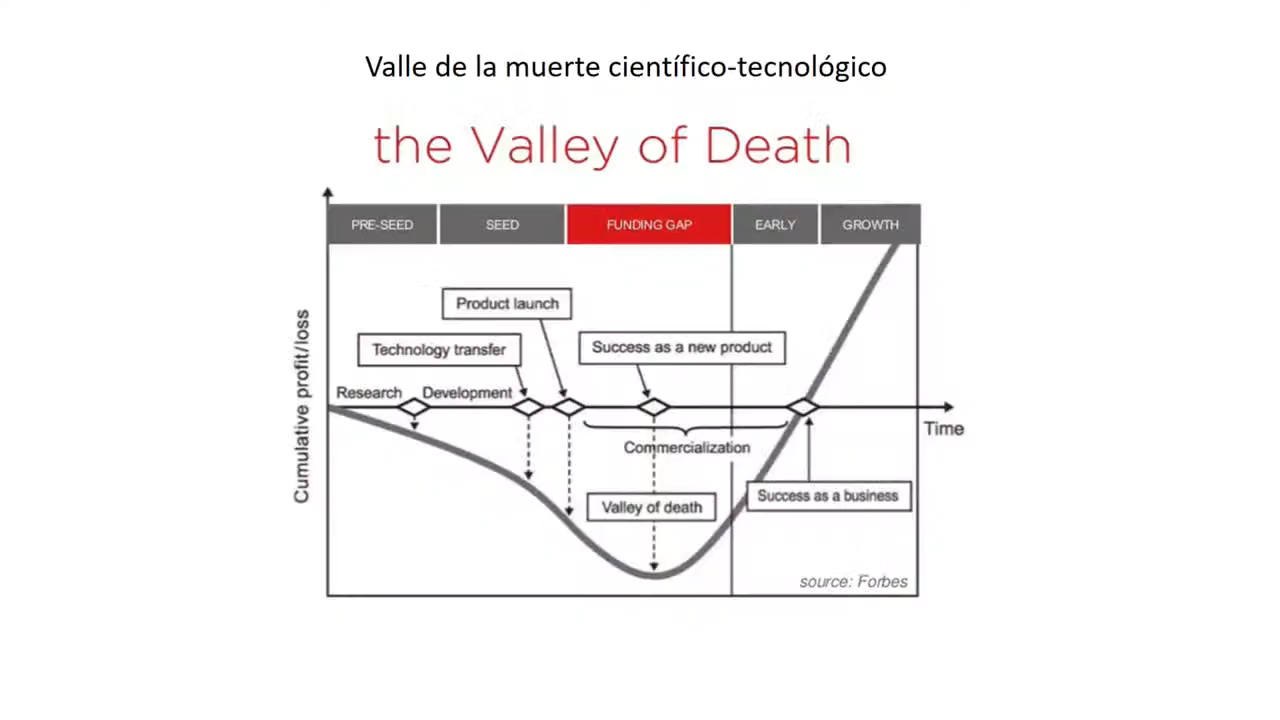 Valle de la muerte científico-tecnológico
the Valley of Death
PRE-SEED
SEED
FUNDING GAP
EARLY
GROWTH
Product launch
Technology transfer
Success as a new product
Research
Development
Cumulative profit/loss
Time
Commercialization
Valley of death
Success as a business
source: Forbes